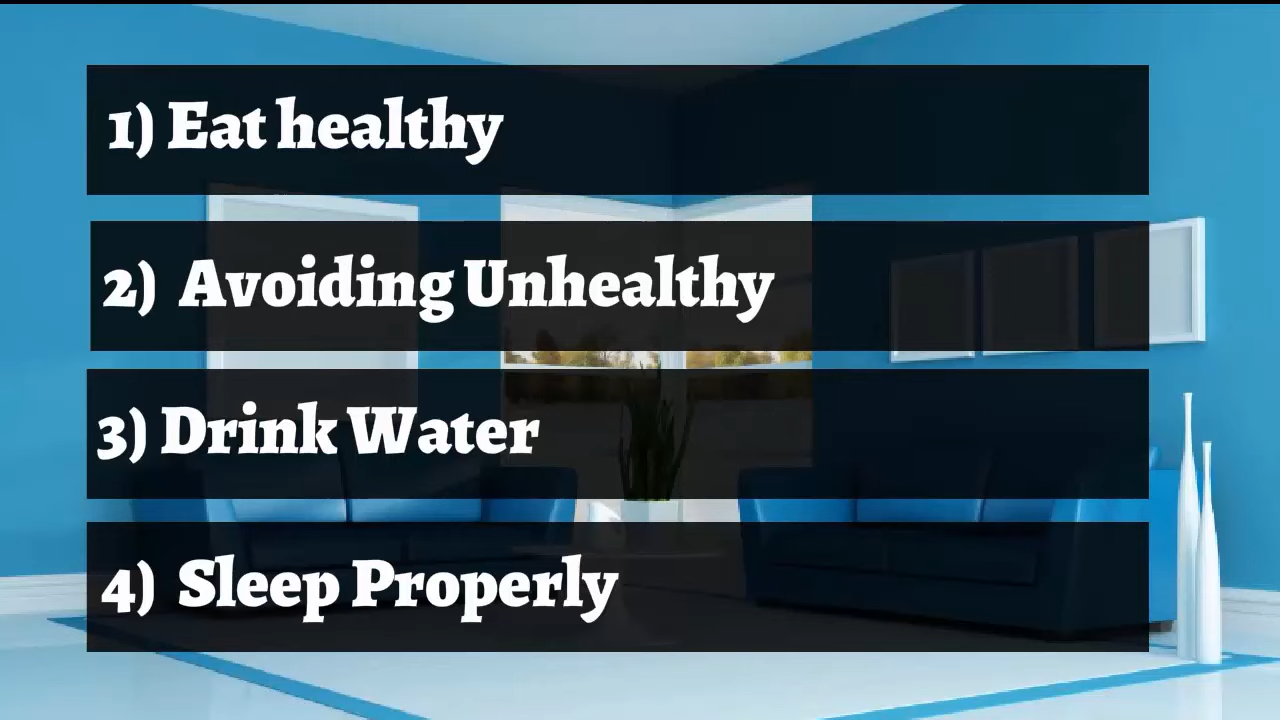 1) Eat healthy
2) Avoiding Unhealthy
3) Drink Water
4) Sleep Properly